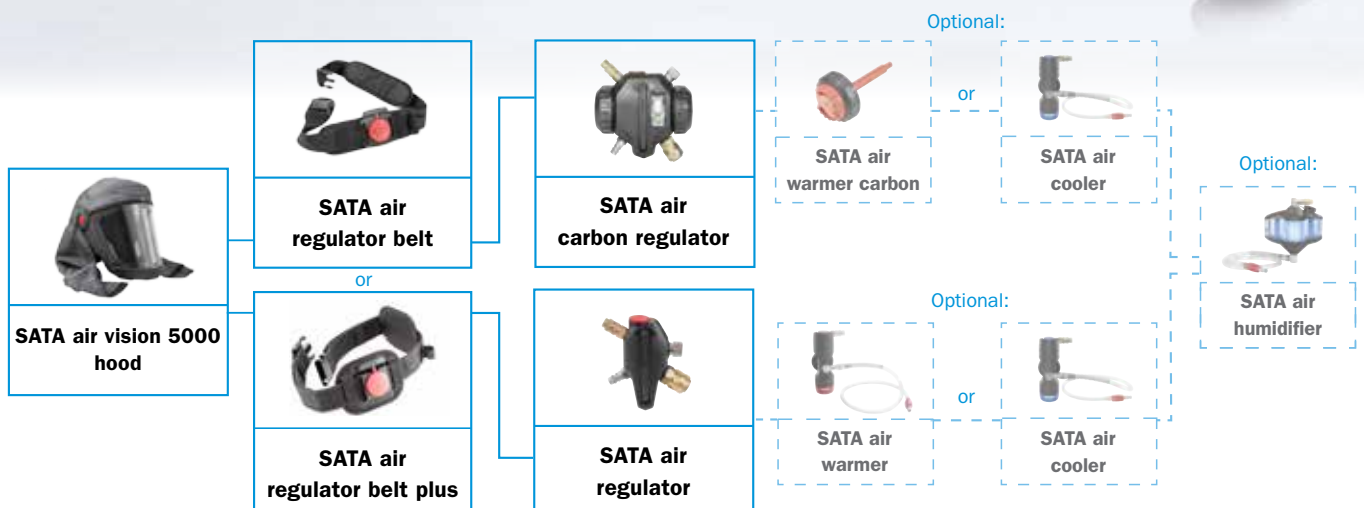 Optional:
SATA air
regulator belt
SATA air
carbon regulator
SATA air
warmer carbon
or
SATA air
cooler
Optional:
SATA air
humidifier
SATA air vision 5000
hood
or
SATA air
regulator belt plus
SATA air
regulator
Optional:
SATA air
warmer
or
SATA air
cooler